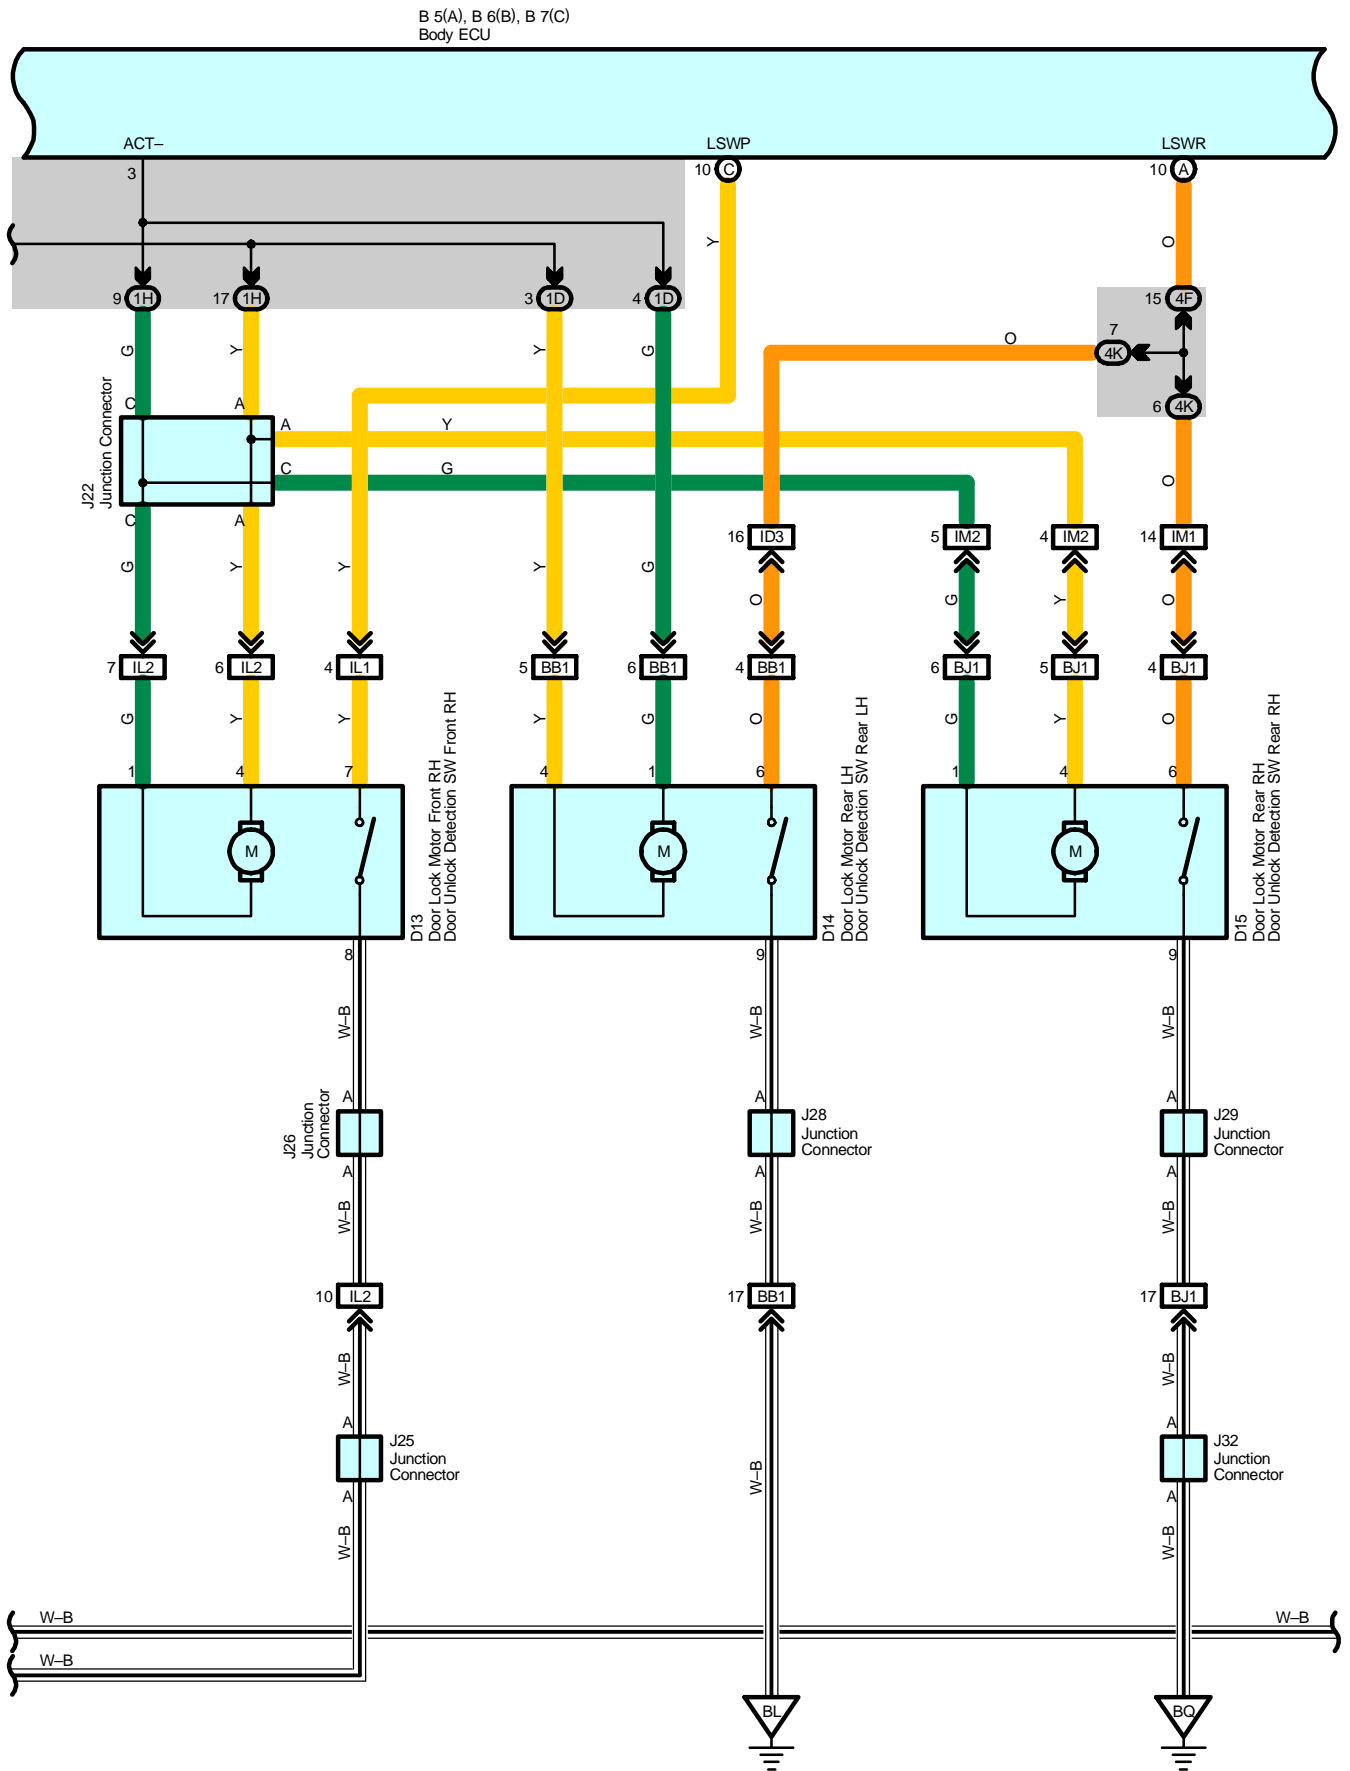 B 5(A), B 6(B), B 7(C)
Body ECU
ACT–
LSWP
LSWR
3
10 C
10 A
Y
O
9 1H
17 1H
3 1D
4 1D
15 4F
7
4K
O
6 4K
G
Y
Y
G
C
A
A
Y
C
G
J22
Junction Connector
C
A
O
16 ID3
5 IM2
4 IM2
14 IM1
G
Y
Y
Y
G
O
G
Y
O
7 IL2
6 IL2
4 IL1
5 BB1
6 BB1
4 BB1
6 BJ1
5 BJ1
4 BJ1
G
Y
Y
Y
G
O
G
Y
O
1
4
7
4
1
6
1
4
6
M
M
M
D13
Door Lock Motor Front RH
Door Unlock Detection SW Front RH
D14
Door Lock Motor Rear LH
Door Unlock Detection SW Rear LH
D15
Door Lock Motor Rear RH
Door Unlock Detection SW Rear RH
8
9
9
W–B
W–B
W–B
A
A
A
J26
Junction
Connector
J28
Junction
Connector
J29
Junction
Connector
A
A
A
W–B
W–B
W–B
10 IL2
17 BB1
17 BJ1
W–B
W–B
A
A
J25
Junction
Connector
W–B
J32
Junction
Connector
A
A
W–B
W–B
W–B
W–B
W–B
BL
BQ